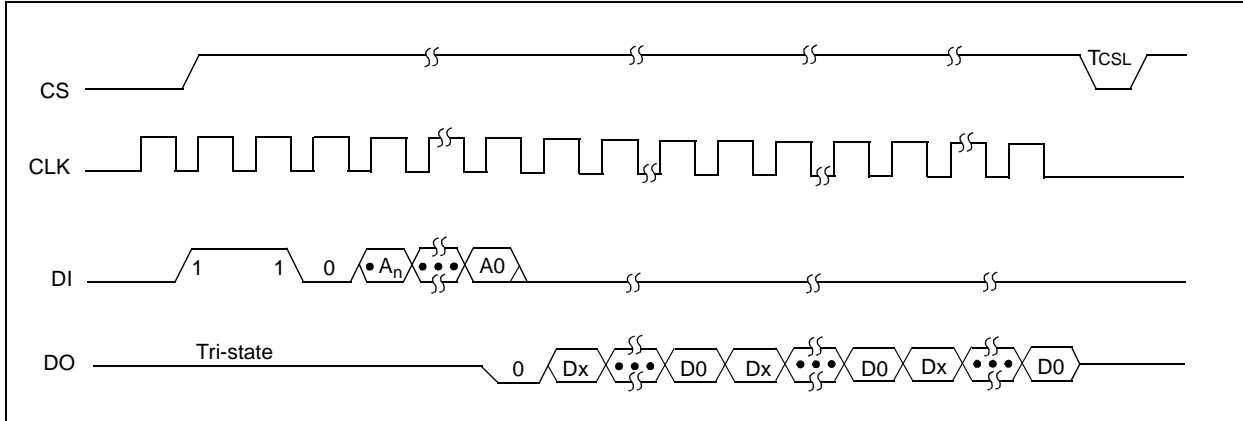 CS TCSL
CLK
DI 1 1 0 •An ••• A0
DO Tri-state 0 Dx ••• D0 Dx ••• D0 Dx ••• D0